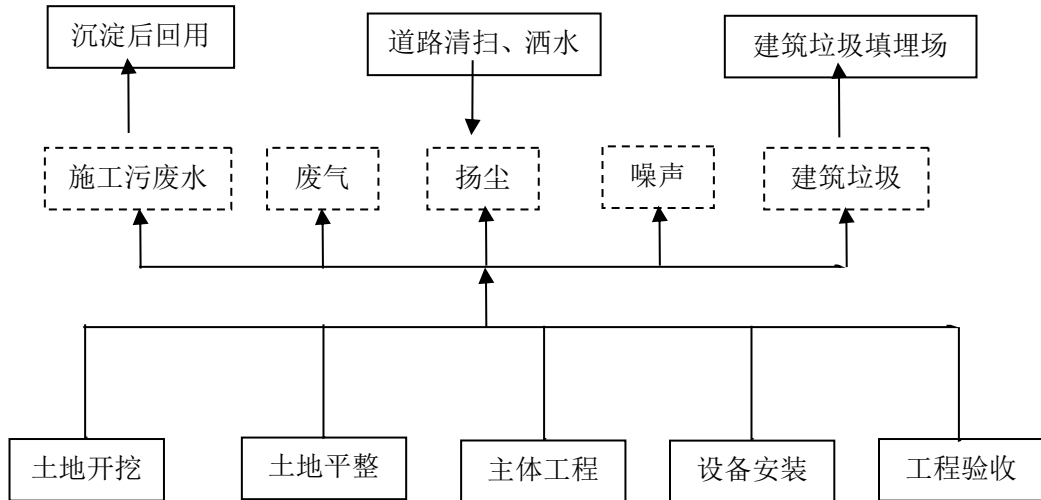 沉淀后回用
道路清扫、洒水
建筑垃圾填埋场
施工污废水
废气
扬尘
噪声
建筑垃圾
土地开挖
土地平整
主体工程
设备安装
工程验收